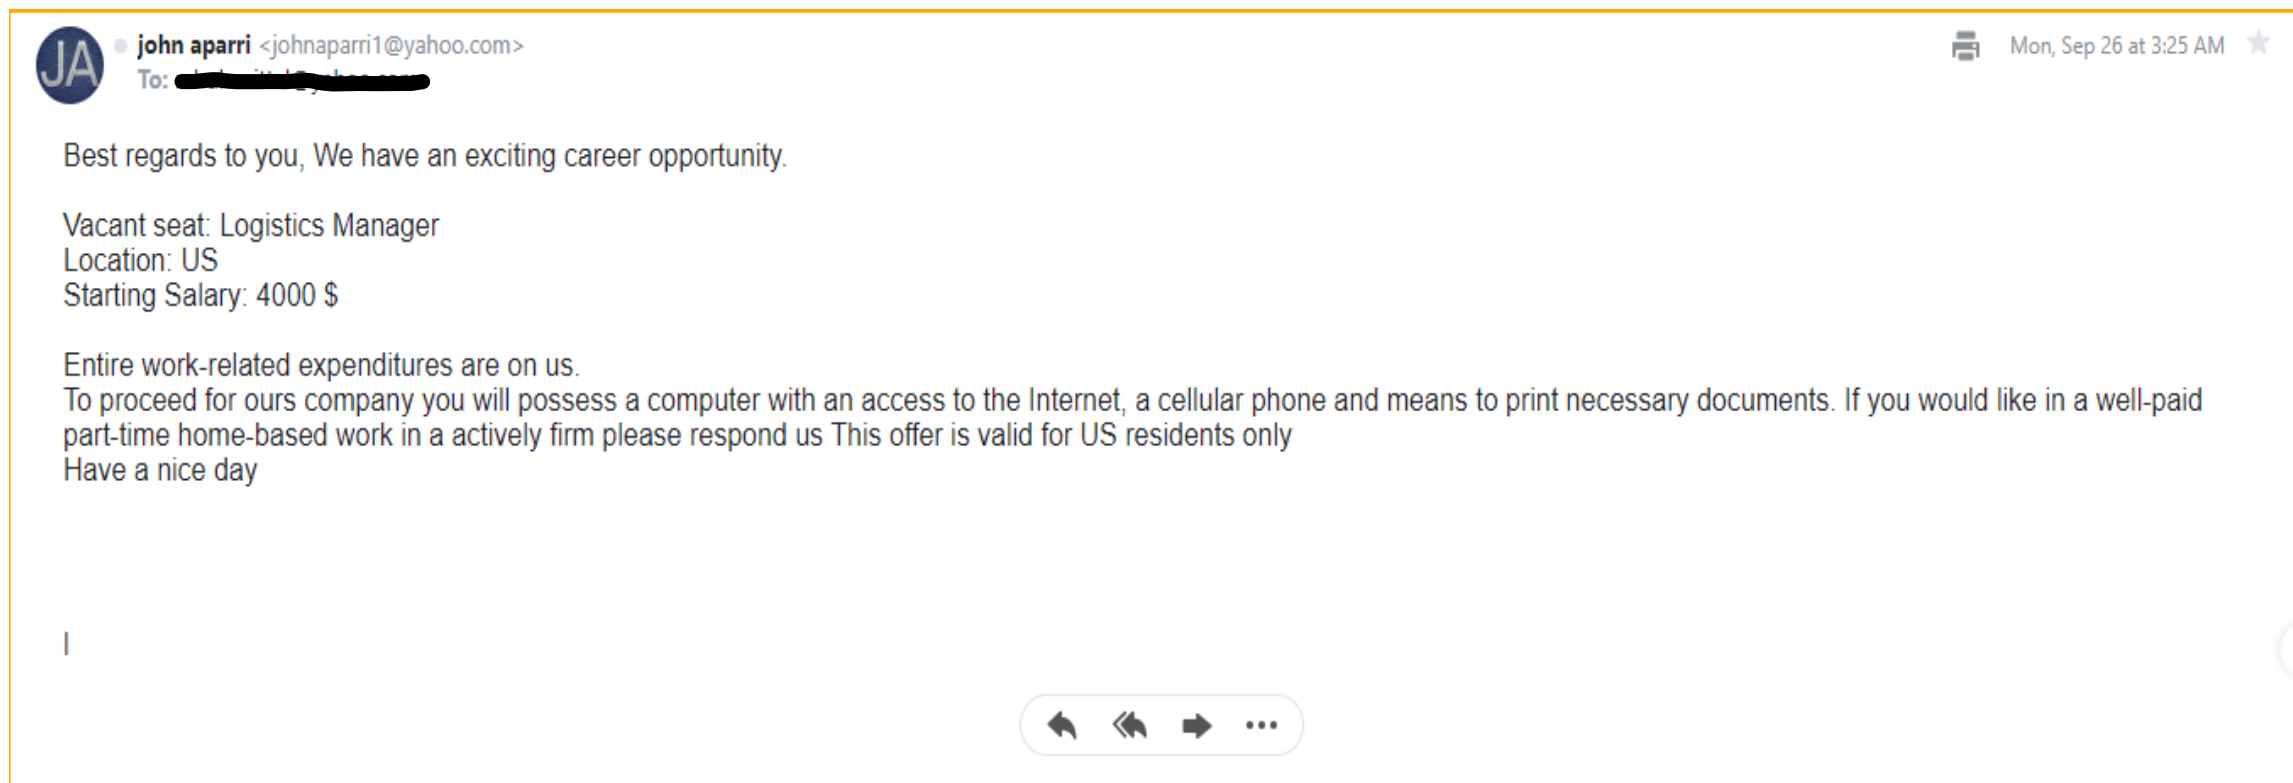 JA
john aparri <johnaparri1@yahoo.com>
Mon, Sep 26 at 3:25 AM
To:
Best regards to you, We have an exciting career opportunity.
Vacant seat: Logistics Manager
Location: US
Starting Salary: 4000 $
Entire work-related expenditures are on us.
To proceed for ours company you will possess a computer with an access to the Internet, a cellular phone and means to print necessary documents. If you would like in a well-paid
part-time home-based work in a actively firm please respond us This offer is valid for US residents only
Have a nice day